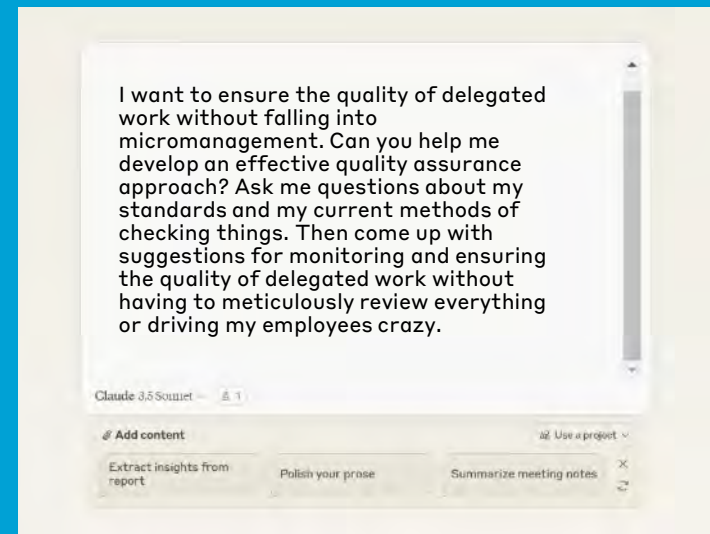 I want to ensure the quality of delegated
work without falling into
micromanagement. Can you help me
develop an effective quality assurance
approach? Ask me questions about my
standards and my current methods of
checking things. Then come up with
suggestions for monitoring and ensuring
the quality of delegated work without
having to meticulously review everything
or driving my employees crazy.
Claude 3.5 Sonnet
1
Add content
Use a project
Extract insights from
report
Polish your prose
Summarize meeting notes